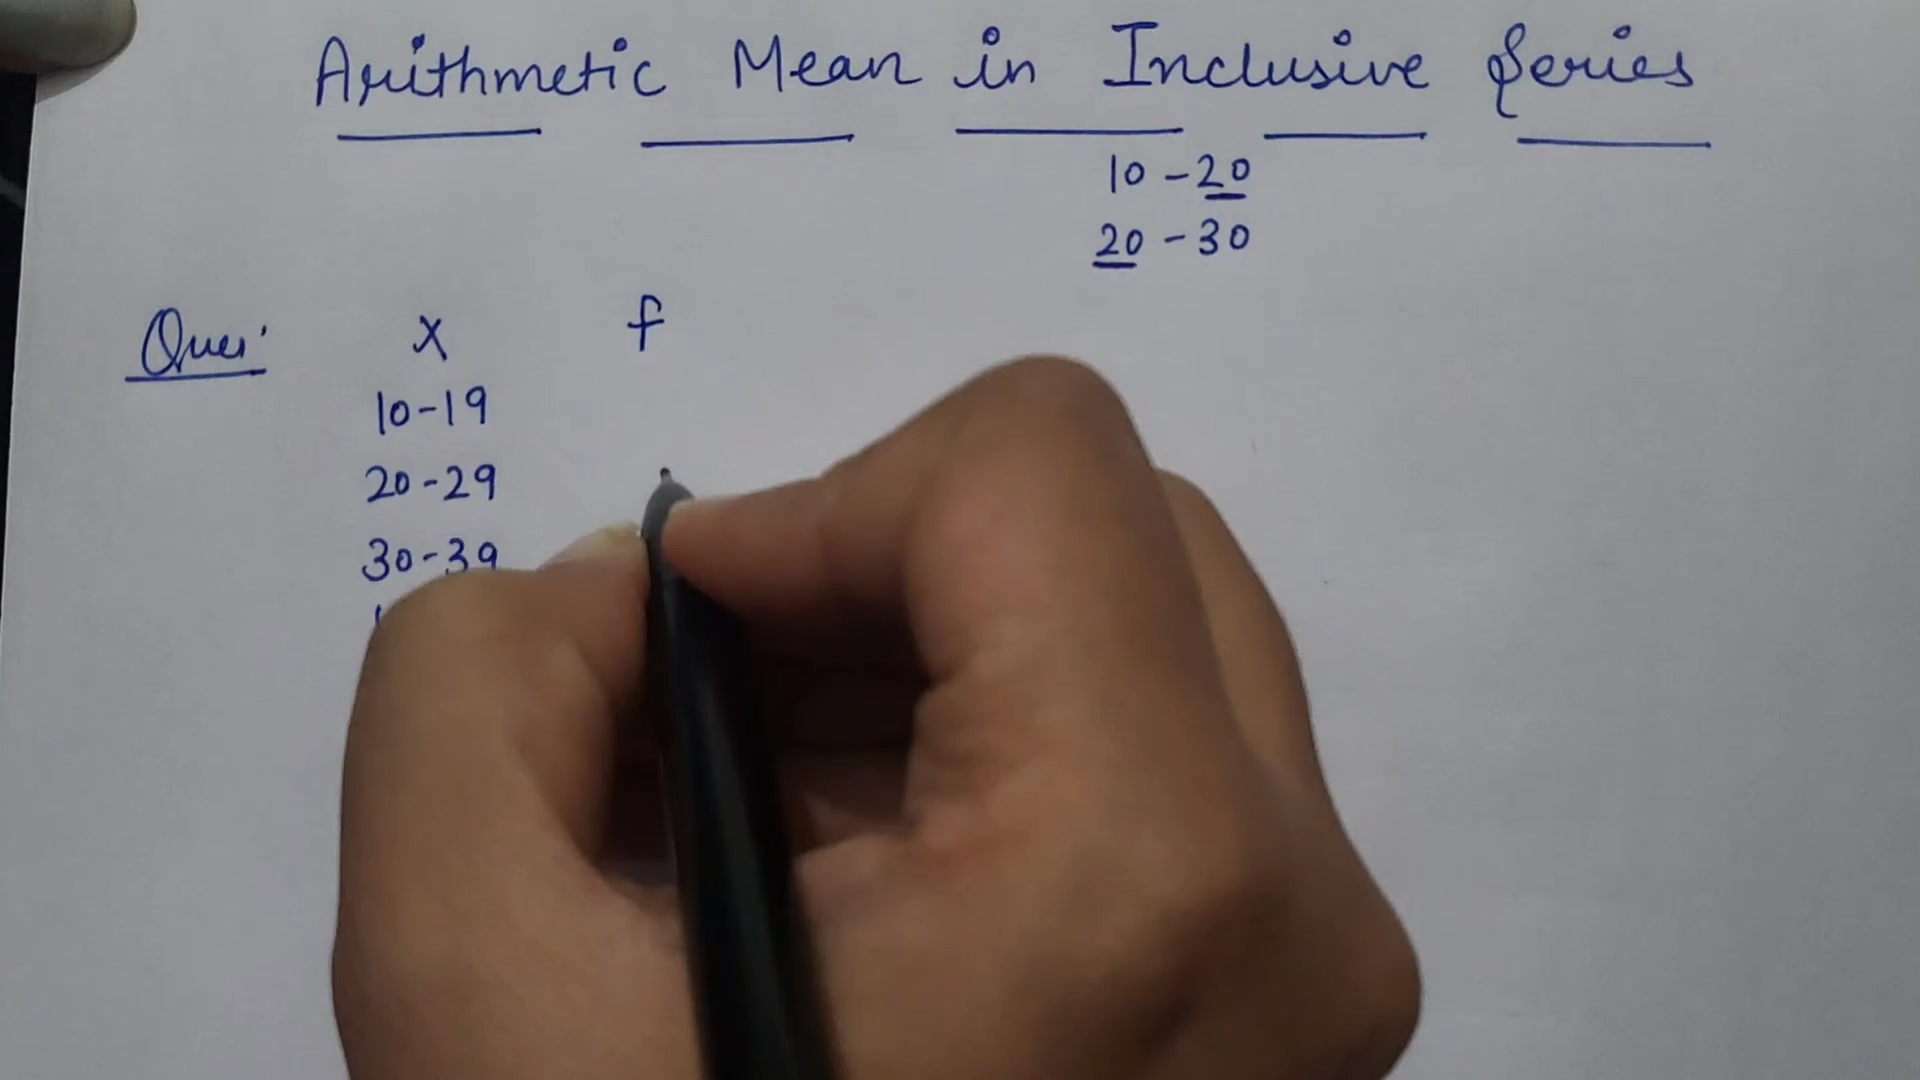 Arithmetic Mean in Inclusive Series
10 - 20
20 - 30
Ques: X f
10-19
20-29
30-39